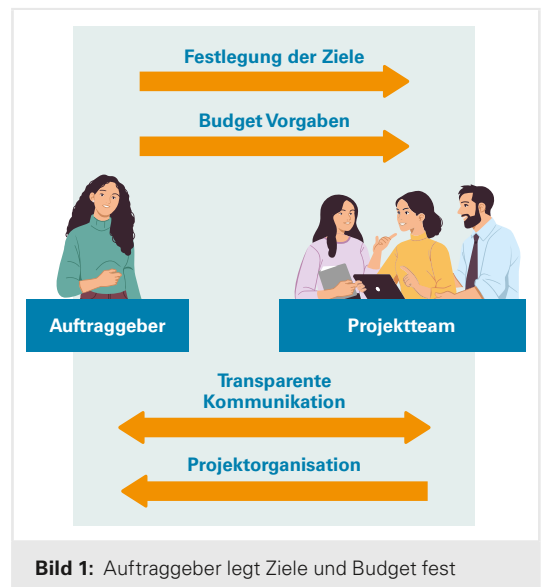 Festlegung der Ziele
Budget Vorgaben
Auftraggeber
Projektteam
Transparente
Kommunikation
Projektorganisation
Bild 1: Auftraggeber legt Ziele und Budget fest